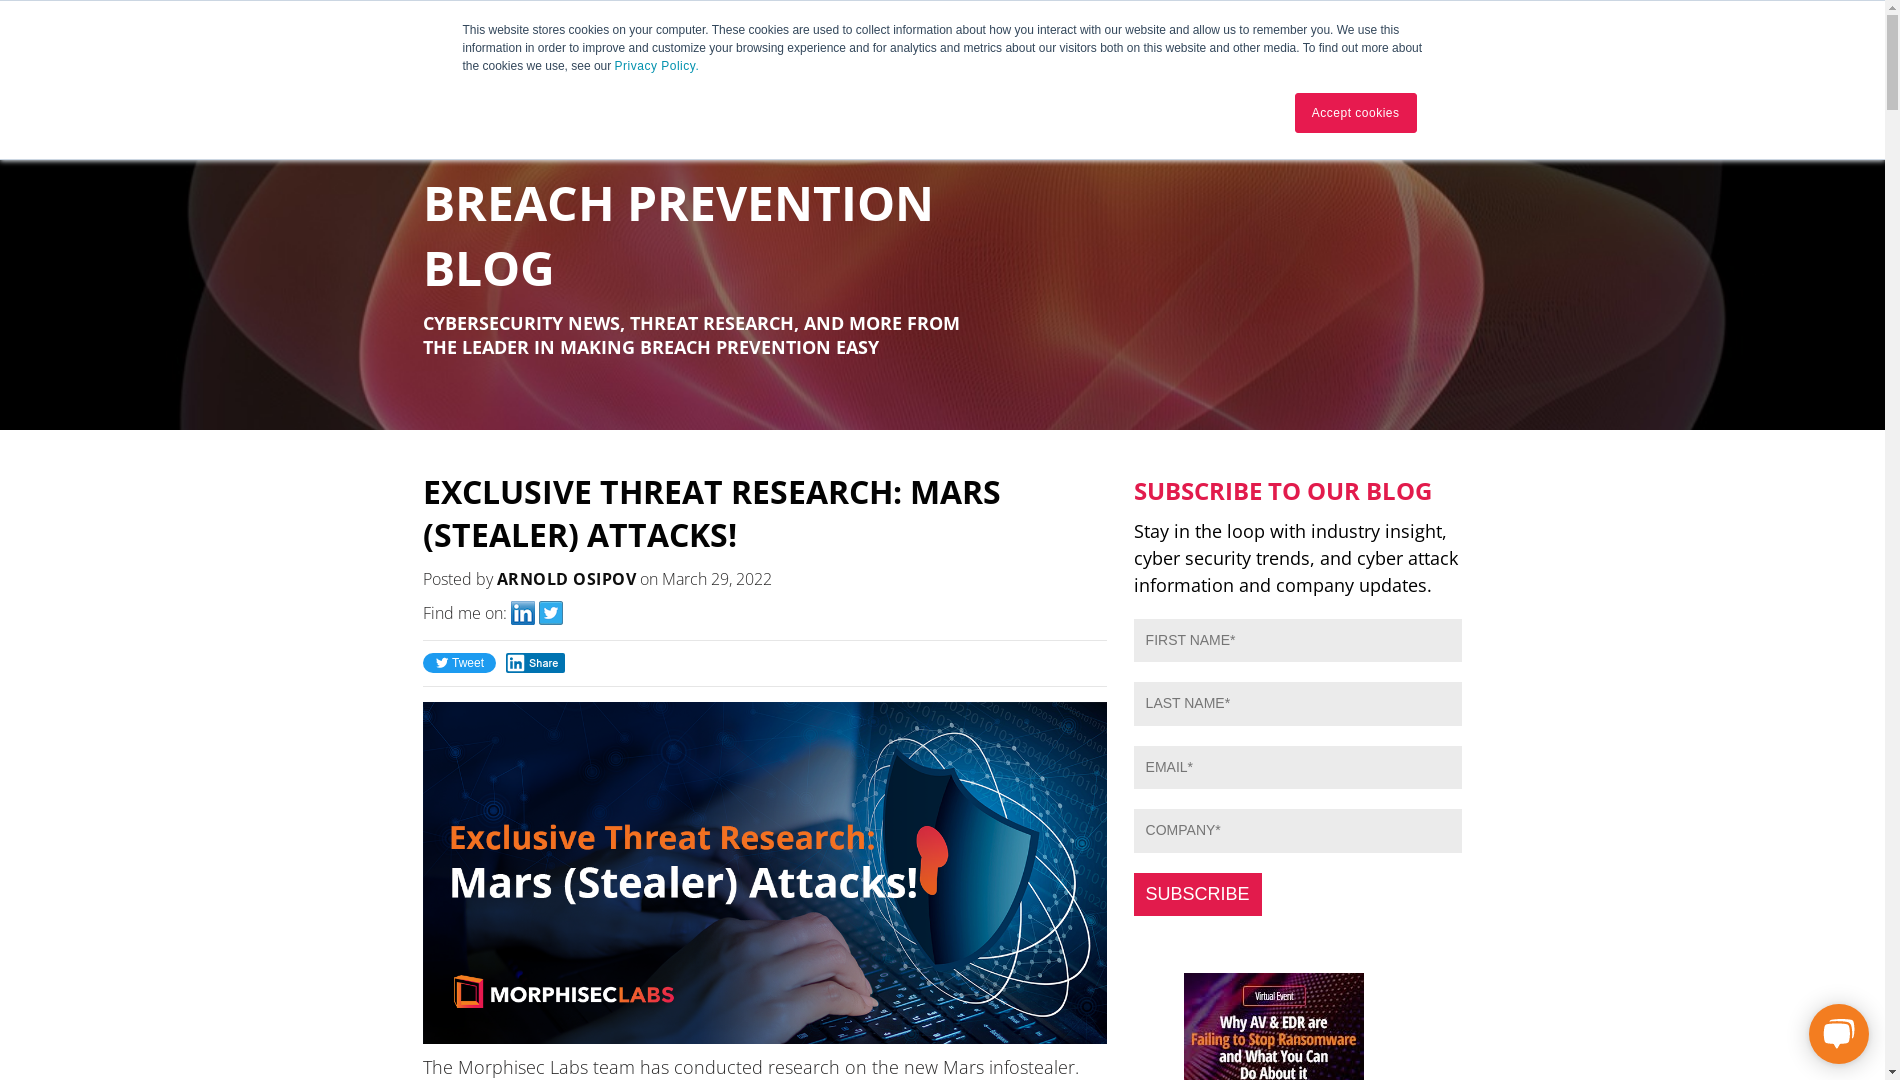 This website stores cookies on your computer. These cookies are used to collect information about how you interact with our website and allow us to remember you. We use this
information in order to improve and customize your browsing experience and for analytics and metrics about our visitors both on this website and other media. To find out more about
the cookies we use, see our Privacy Policy.
Accept cookies
BREACH PREVENTION
BLOG
CYBERSECURITY NEWS, THREAT RESEARCH, AND MORE FROM
THE LEADER IN MAKING BREACH PREVENTION EASY
EXCLUSIVE THREAT RESEARCH: MARS
(STEALER) ATTACKS!
Posted by ARNOLD OSIPOV on March 29, 2022
Find me on:
Tweet
Share
Exclusive Threat Research:
Mars (Stealer) Attacks!
MORPHISECLABS
The Morphisec Labs team has conducted research on the new Mars infostealer.
SUBSCRIBE TO OUR BLOG
Stay in the loop with industry insight,
cyber security trends, and cyber attack
information and company updates.
FIRST NAME*
LAST NAME*
EMAIL*
COMPANY*
SUBSCRIBE
Virtual Event
Why AV & EDR are
Failing to Stop Ransomware
and What You Can
Do About it